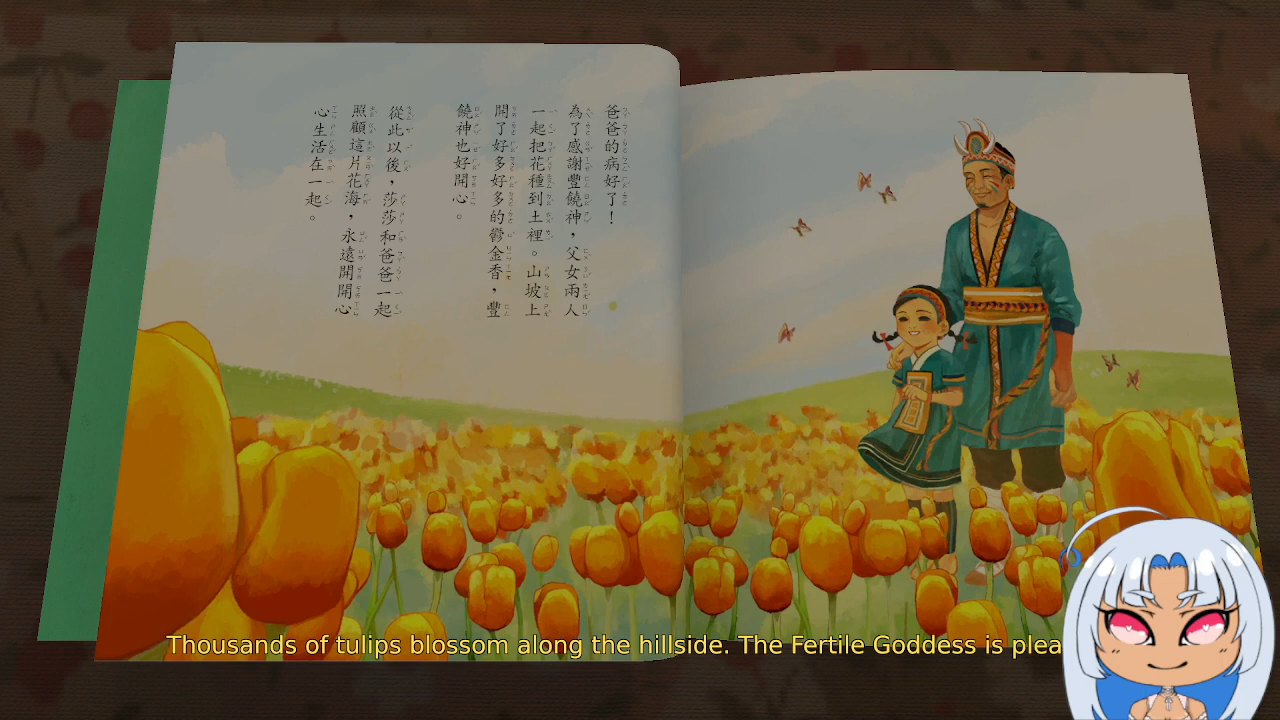 爸爸的病好了！
為了感謝豐饒神，父女兩人
一起把花種到土裡。山坡上
開了好多好多的鬱金香，豐
饒神也好開心。
從此以後，莎莎和爸爸一起
照顧這片花海，永遠開開心
心生活在一起。
Thousands of tulips blossom along the hillside. The Fertile Goddess is